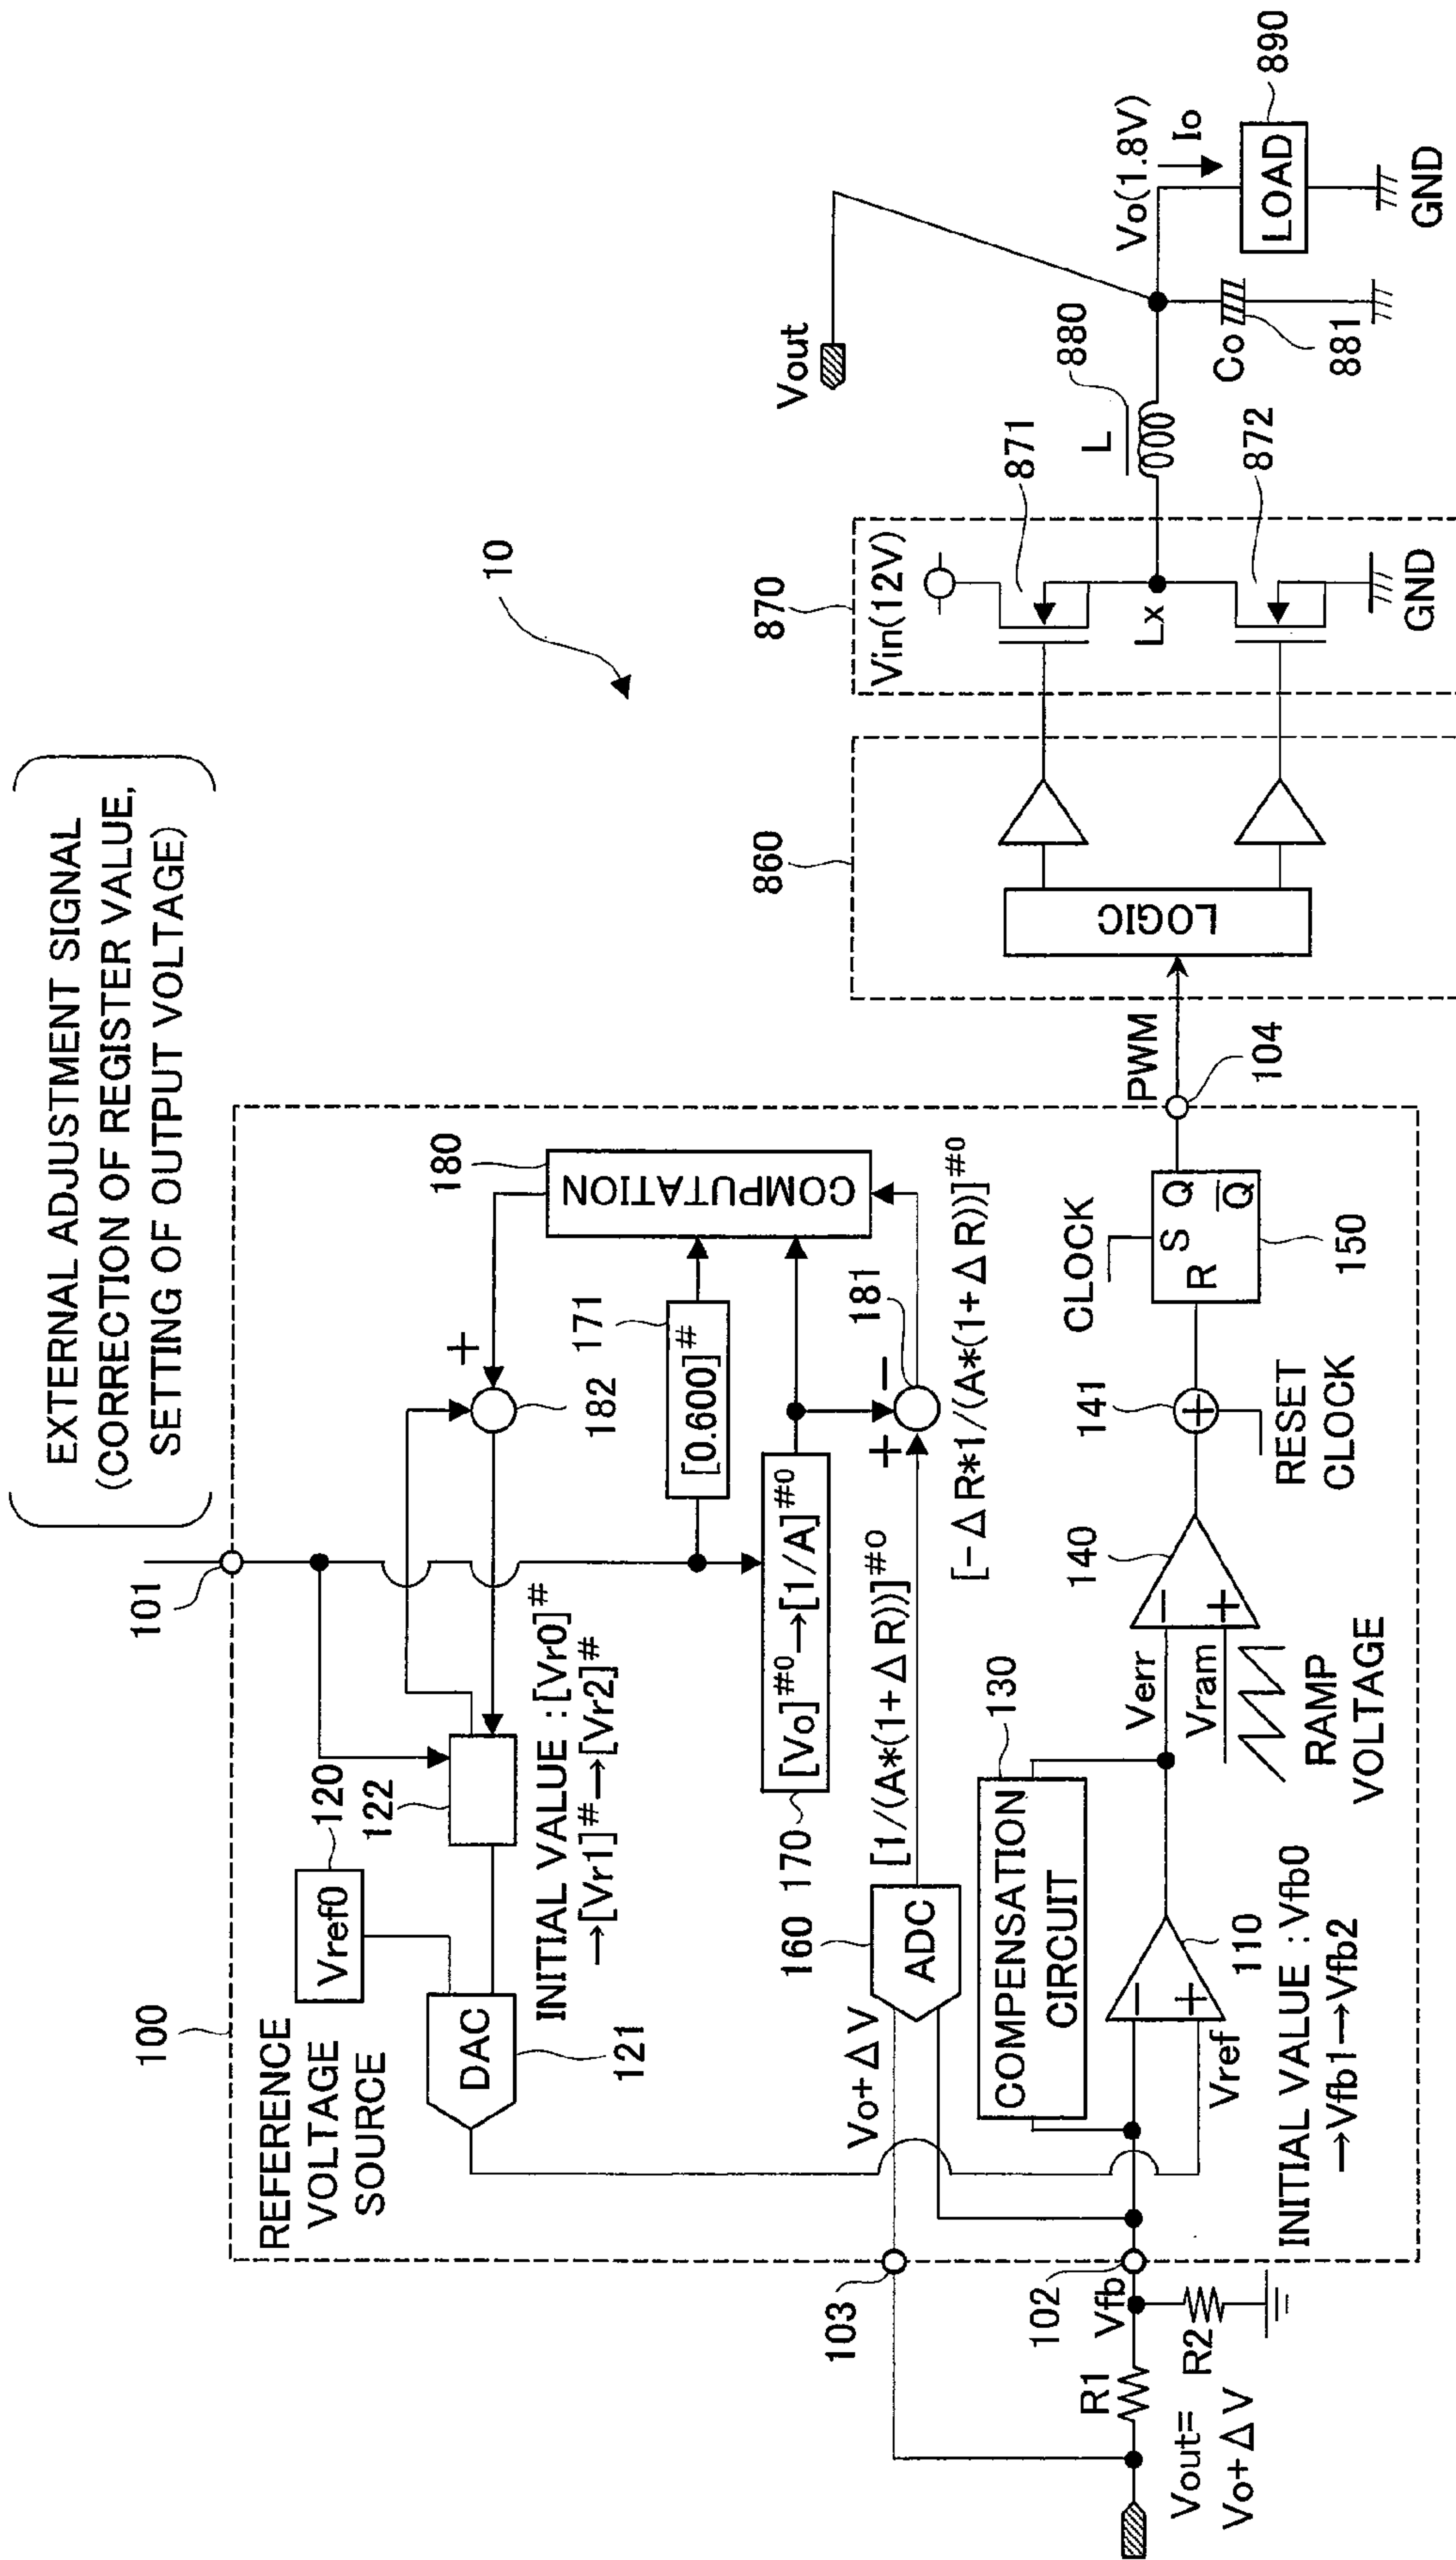 EXTERNAL ADJUSTMENT SIGNAL
(CORRECTION OF REGISTER VALUE,
SETTING OF OUTPUT VOLTAGE)
10
100
101
REFERENCE
VOLTAGE
SOURCE
Vref0
120
122
DAC
121
INITIAL VALUE : [Vr0]#
→[Vr1]#→[Vr2]#
+
182
180
COMPUTATION
171
[0.600]#
170
[Vo]#0→[1/A]#0
+
−
181
[1/(A*(1+ΔR))]#0
[−ΔR*1/(A*(1+ΔR))]#0
160
ADC
Vo+ΔV
103
COMPENSATION
CIRCUIT
130
102
Vfb
R1
R2
Vout=
Vo+ΔV
−
+
110
Vref
INITIAL VALUE : Vfb0
→Vfb1→Vfb2
Verr
Vram
RAMP
VOLTAGE
−
+
140
141
+
RESET
CLOCK
CLOCK
S
R
Q
Q̅
150
PWM
104
860
LOGIC
870
Vin(12V)
871
872
Lx
GND
L
880
Vout
Co
881
Vo(1.8V)
Io
LOAD
890
GND